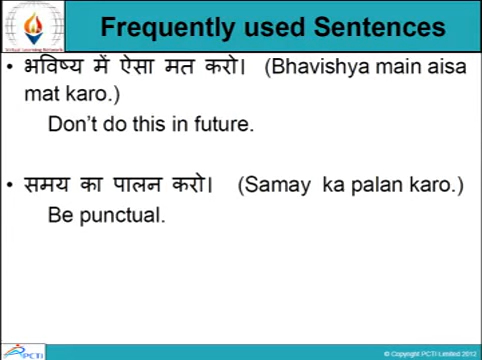 Frequently used Sentences
• भविष्य में ऐसा मत करो। (Bhavishya main aisa
mat karo.)
Don't do this in future.
• समय का पालन करो। (Samay ka palan karo.)
Be punctual.
PCTI
© Copyright PCTI Limited 2012